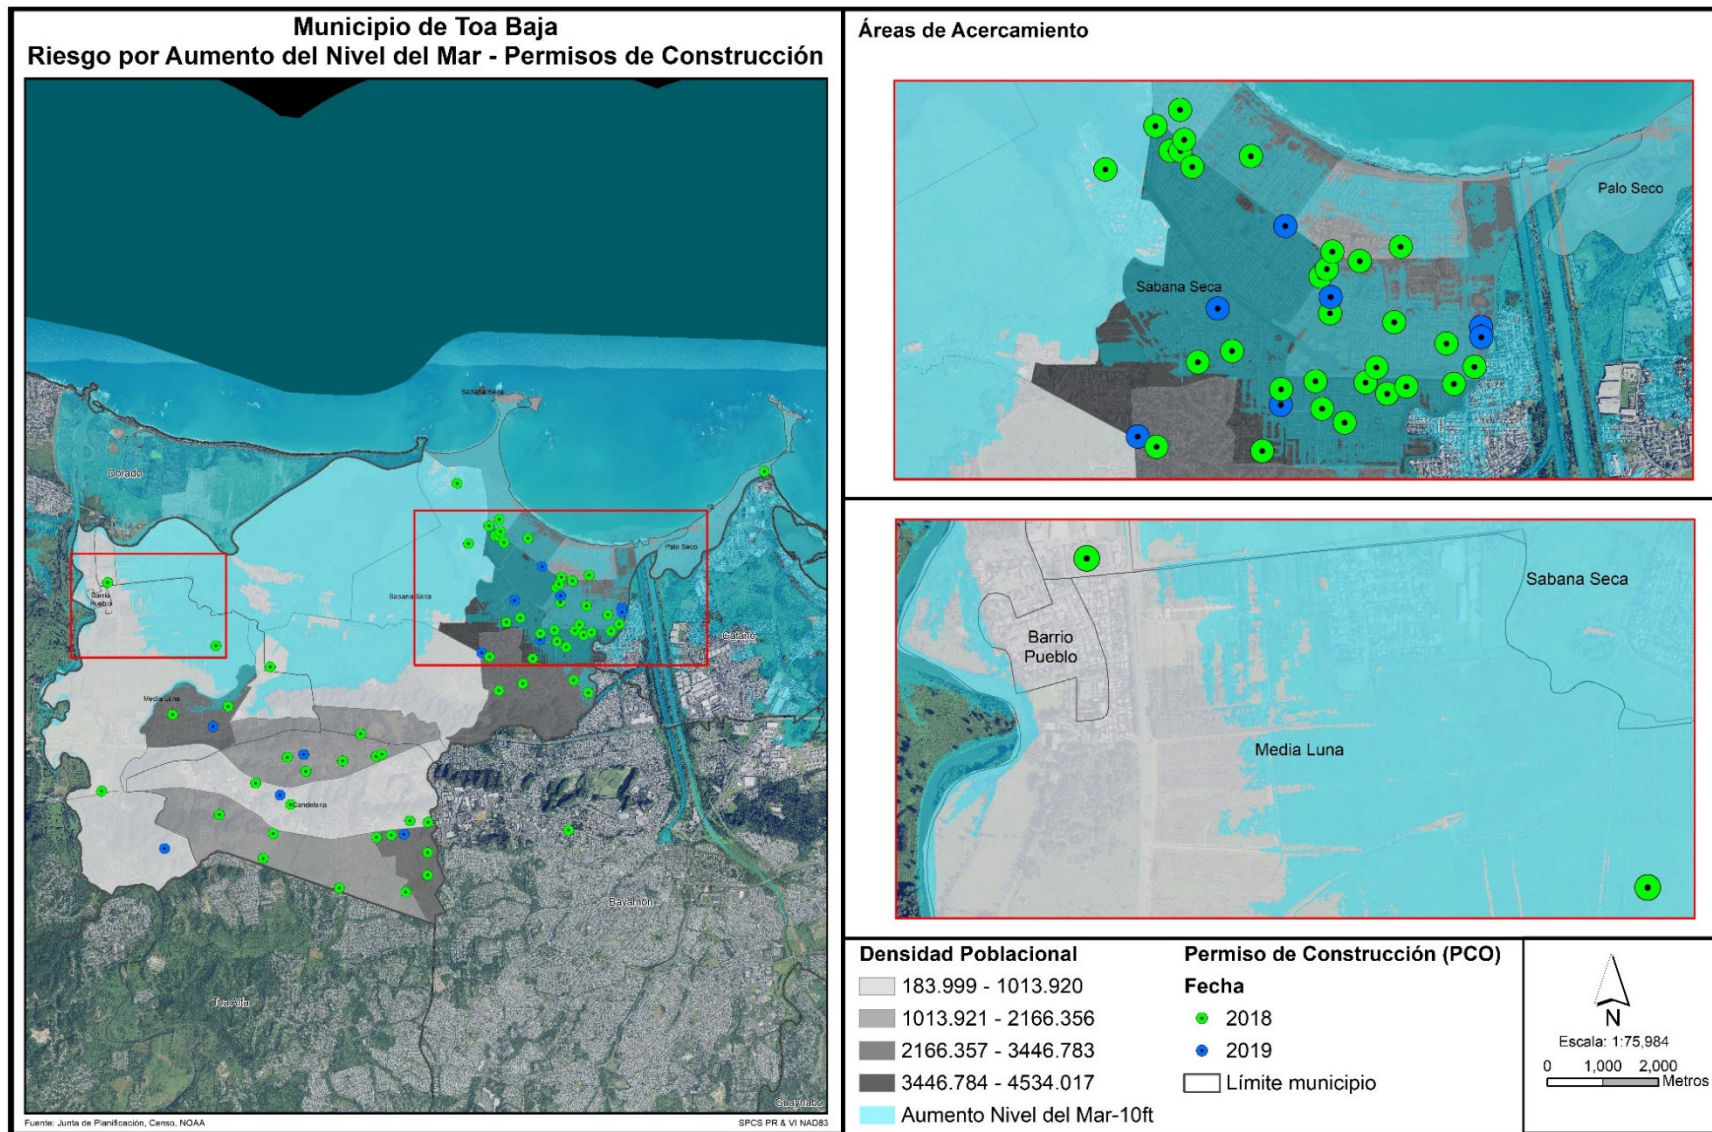 Municipio de Toa Baja
Riesgo por Aumento del Nivel del Mar - Permisos de Construcción
Sabana Seca
Dorado
Palo Seco
Barrio
Pueblo
Sabana Seca
Cataño
Media Luna
Candelaria
Bayamón
Toa Alta
Guaynabo
Fuente: Junta de Planificación, Censo, NOAA
SPCS PR & VI NAD83
Áreas de Acercamiento
Palo Seco
Sabana Seca
Sabana Seca
Barrio
Pueblo
Media Luna
Densidad Poblacional
183.999 - 1013.920
1013.921 - 2166.356
2166.357 - 3446.783
3446.784 - 4534.017
Aumento Nivel del Mar-10ft
Permiso de Construcción (PCO)
Fecha
2018
2019
Límite municipio
N
Escala: 1:75,984
0 1,000 2,000
Metros